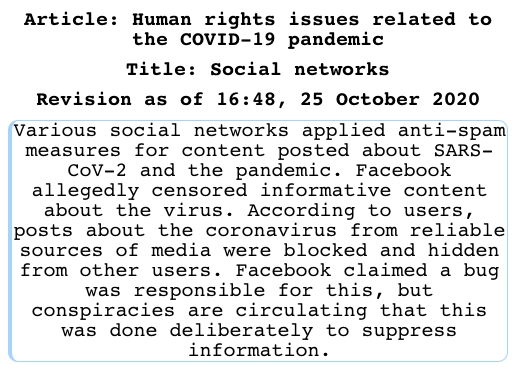 Article: Human rights issues related to
the COVID-19 pandemic
Title: Social networks
Revision as of 16:48, 25 October 2020
Various social networks applied anti-spam
measures for content posted about SARS-
CoV-2 and the pandemic. Facebook
allegedly censored informative content
about the virus. According to users,
posts about the coronavirus from reliable
sources of media were blocked and hidden
from other users. Facebook claimed a bug
was responsible for this, but
conspiracies are circulating that this
was done deliberately to suppress
information.